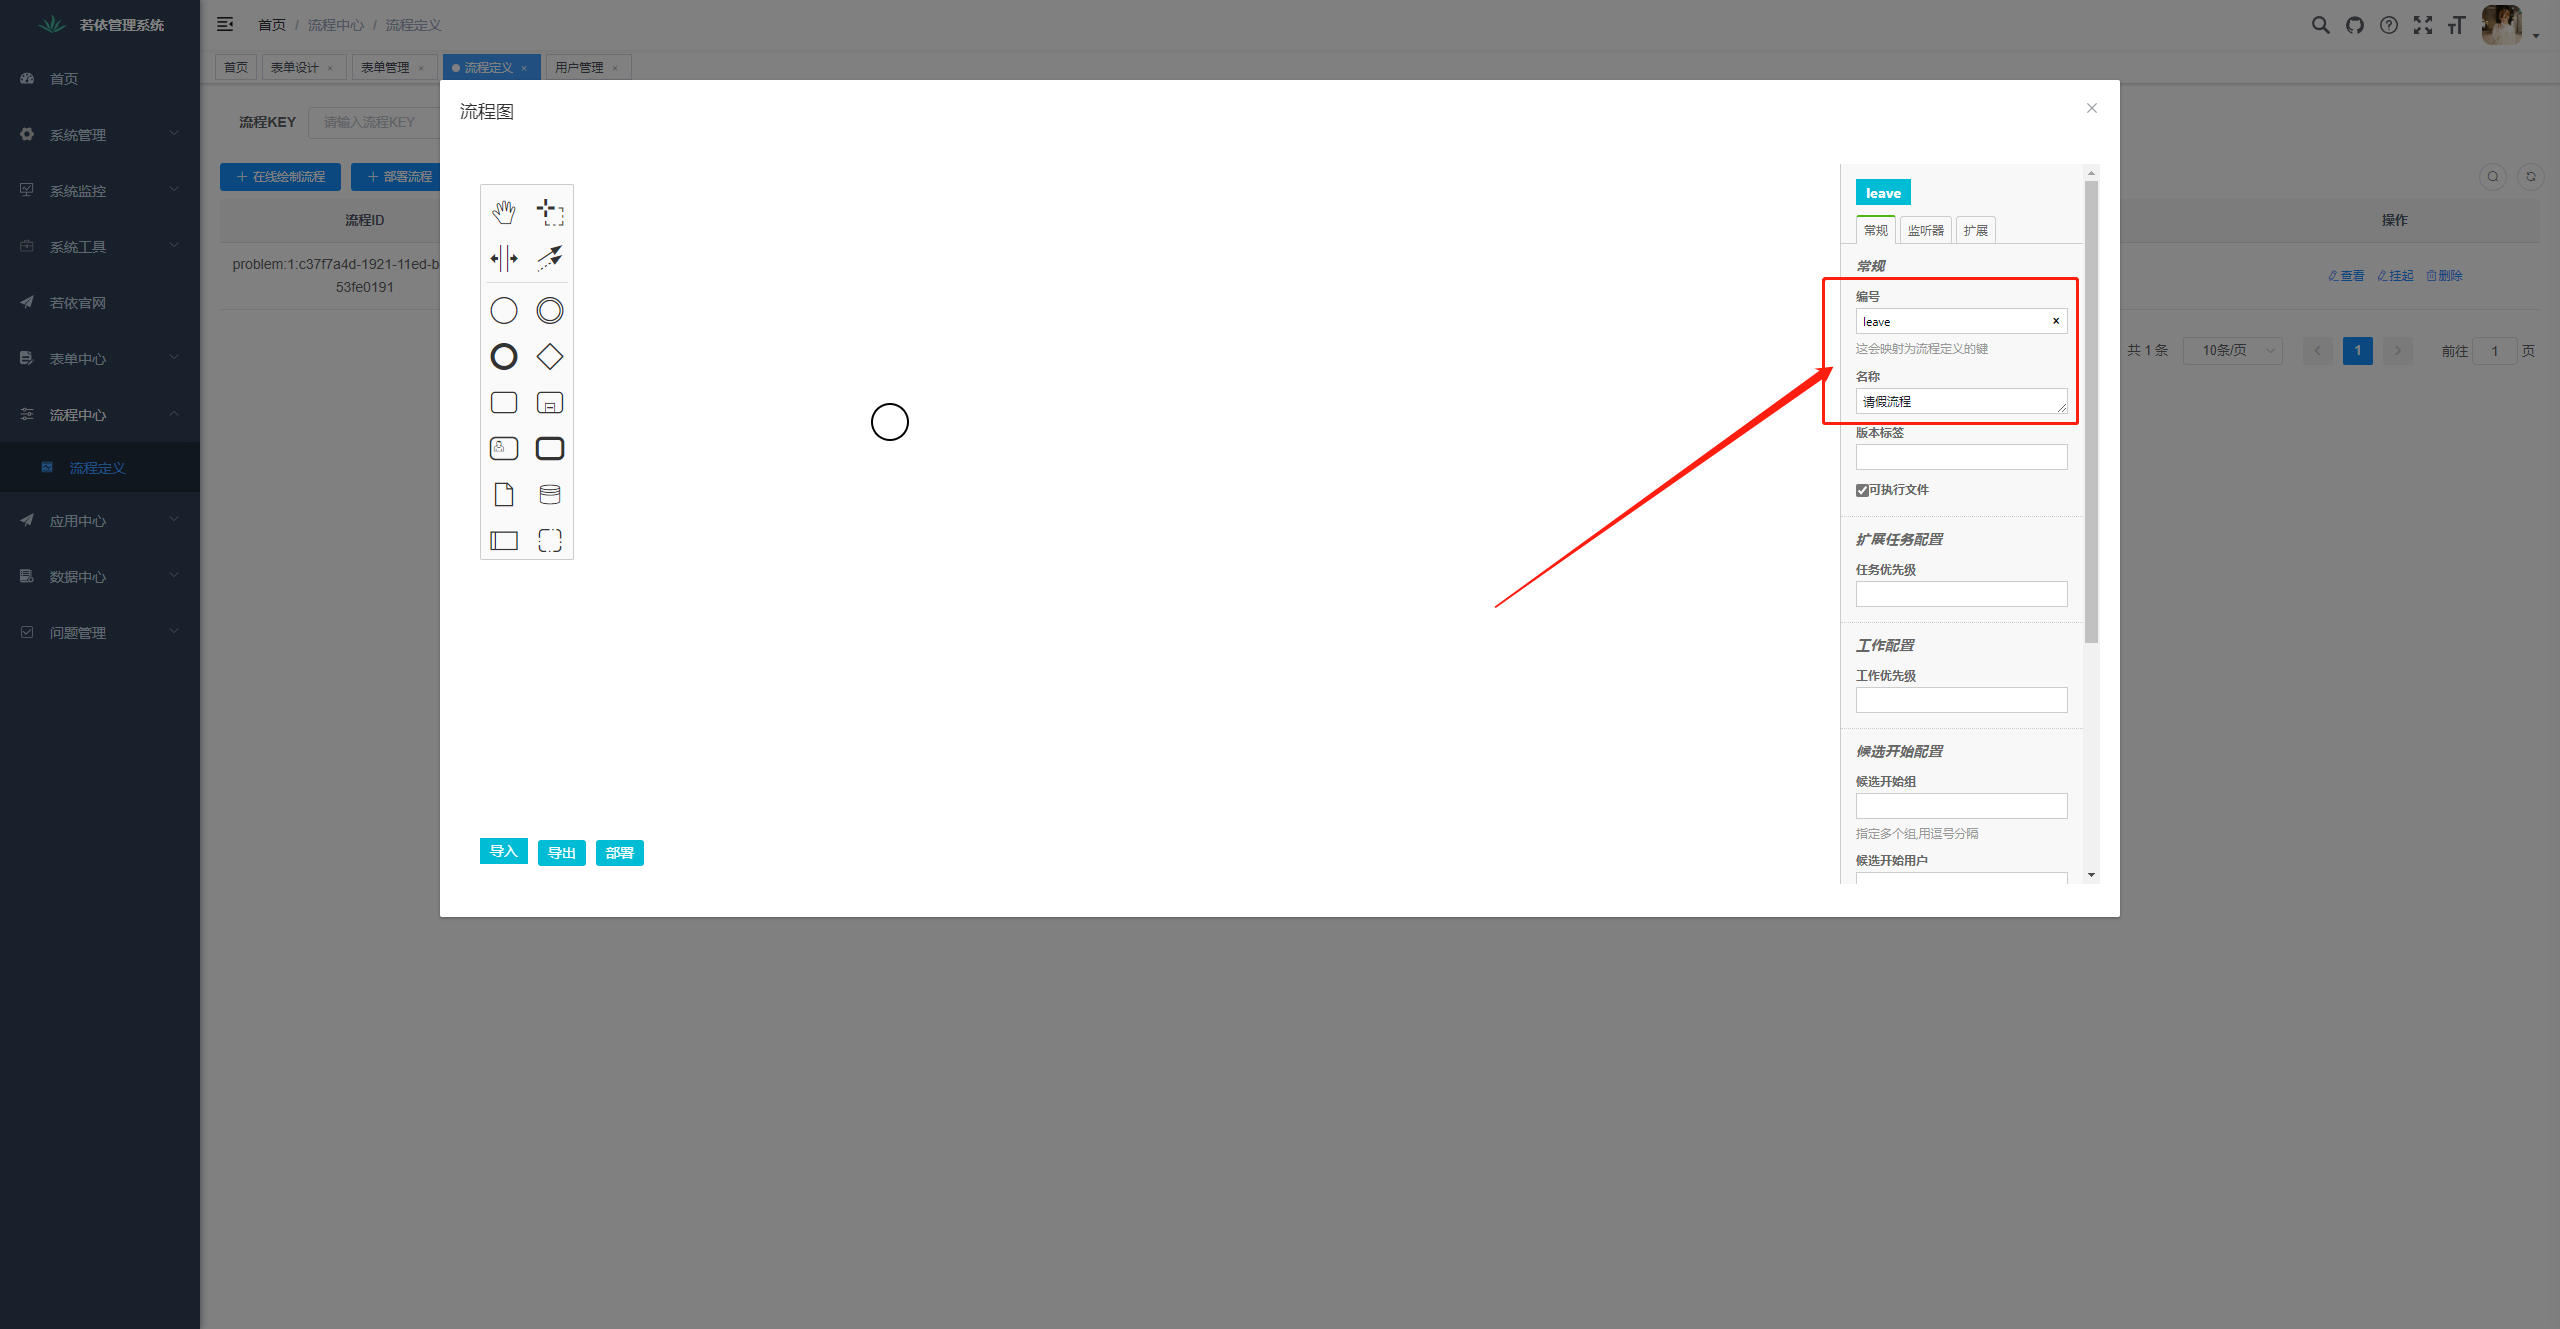 若依管理系统
首页 / 流程中心 / 流程定义
首页
表单设计 ×
表单管理 ×
流程定义 ×
用户管理 ×
首页
系统管理
系统监控
系统工具
若依官网
表单中心
流程中心
流程定义
应用中心
数据中心
问题管理
流程KEY
请输入流程KEY
+ 在线绘制流程
+ 部署流程
流程ID
操作
problem:1:c37f7a4d-1921-11ed-b
53fe0191
查看 挂起 删除
共 1 条
10条/页
1
前往 1 页
流程图
导入
导出
部署
leave
常规
监听器
扩展
常规
编号
leave
这会映射为流程定义的键
名称
请假流程
版本标签
可执行文件
扩展任务配置
任务优先级
工作配置
工作优先级
候选开始配置
候选开始组
指定多个组,用逗号分隔
候选开始用户